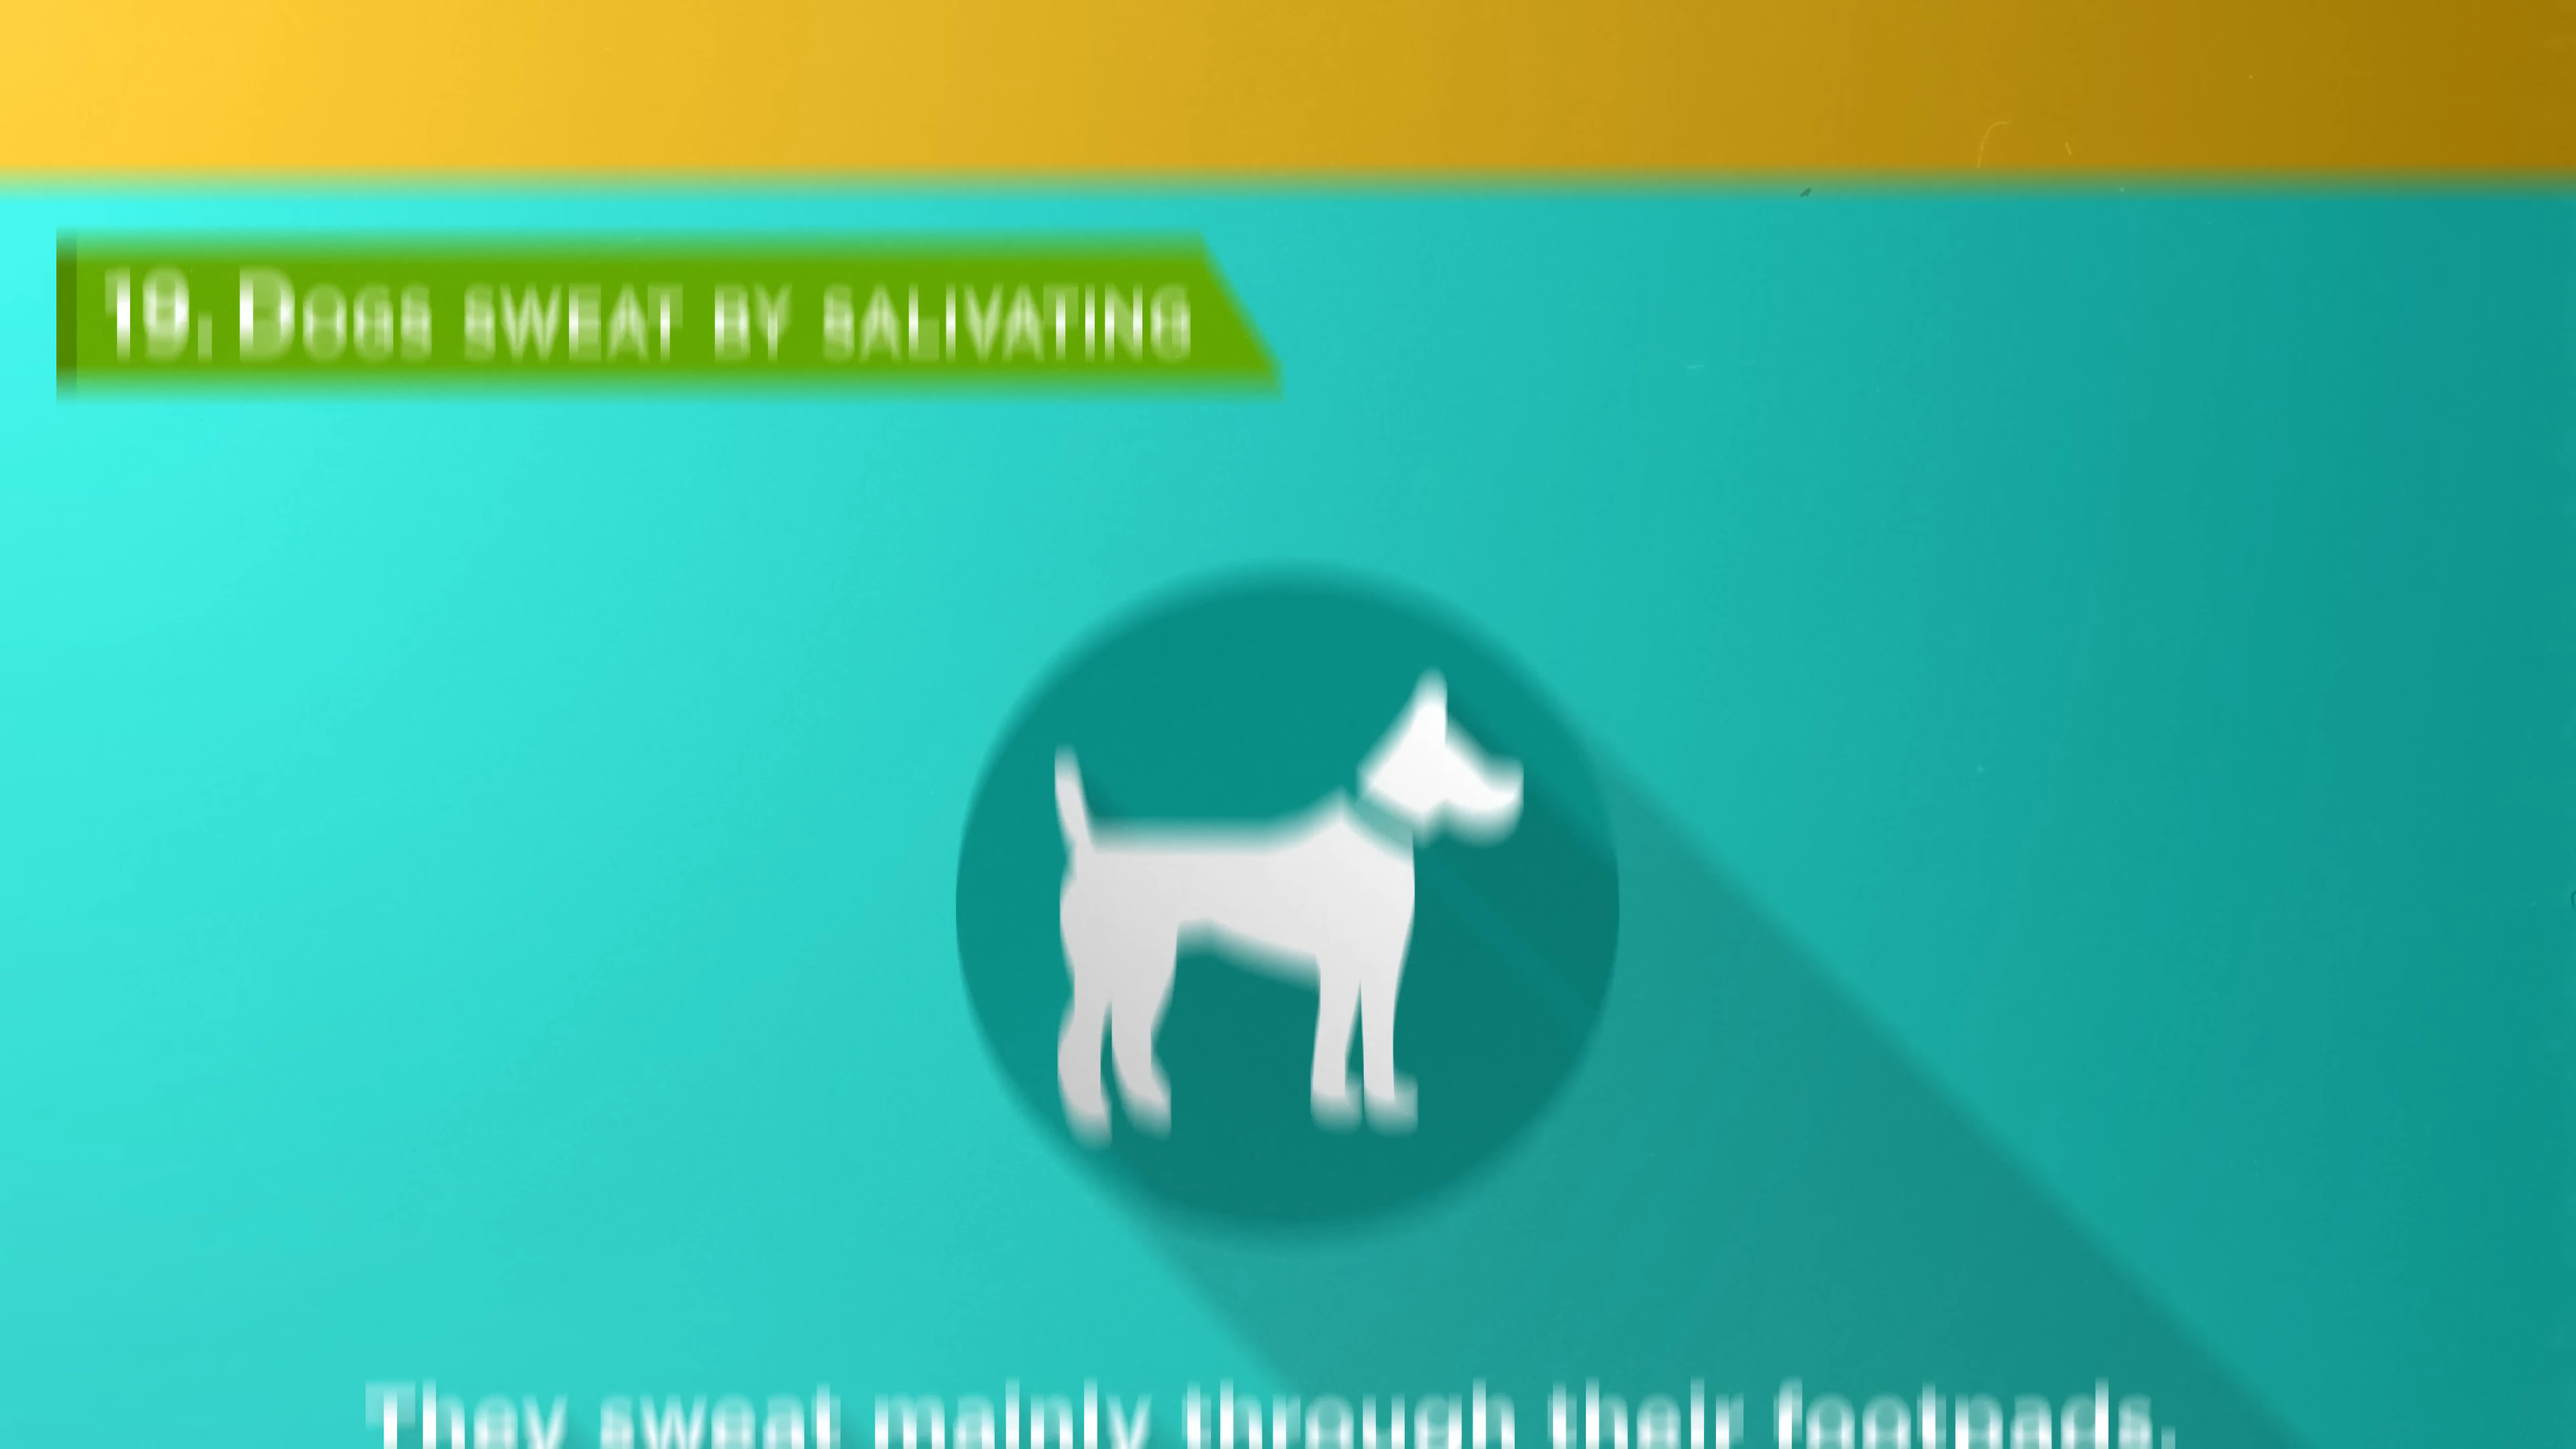 19. Dogs sweat by salivating
They sweat mainly through their footpads.